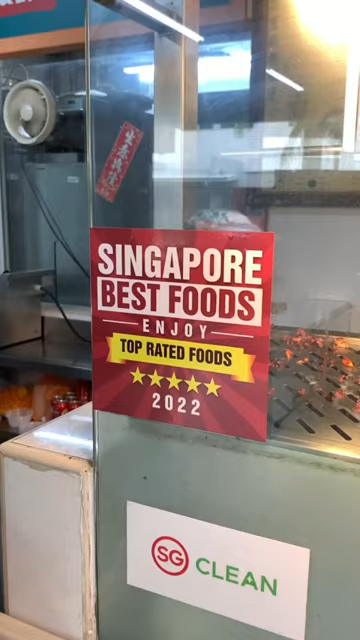 SINGAPORE
BEST FOODS
ENJOY
TOP RATED FOODS
2022
SG CLEAN